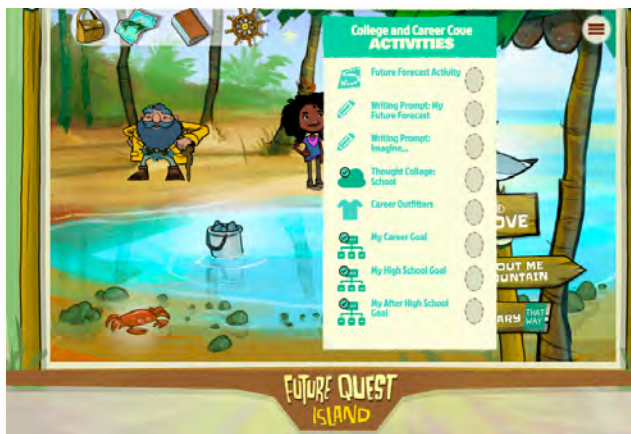 College and Career Cove
ACTIVITIES
Future Forecast Activity
Writing Prompt: My
Future Forecast
Writing Prompt:
Imagine...
Thought Collage:
School
Career Outfitters
My Career Goal
My High School Goal
My After High School
Goal
OVE
OUT ME
UNTAIN
ARY
THAT
WAY
FUTURE QUEST
ISLAND